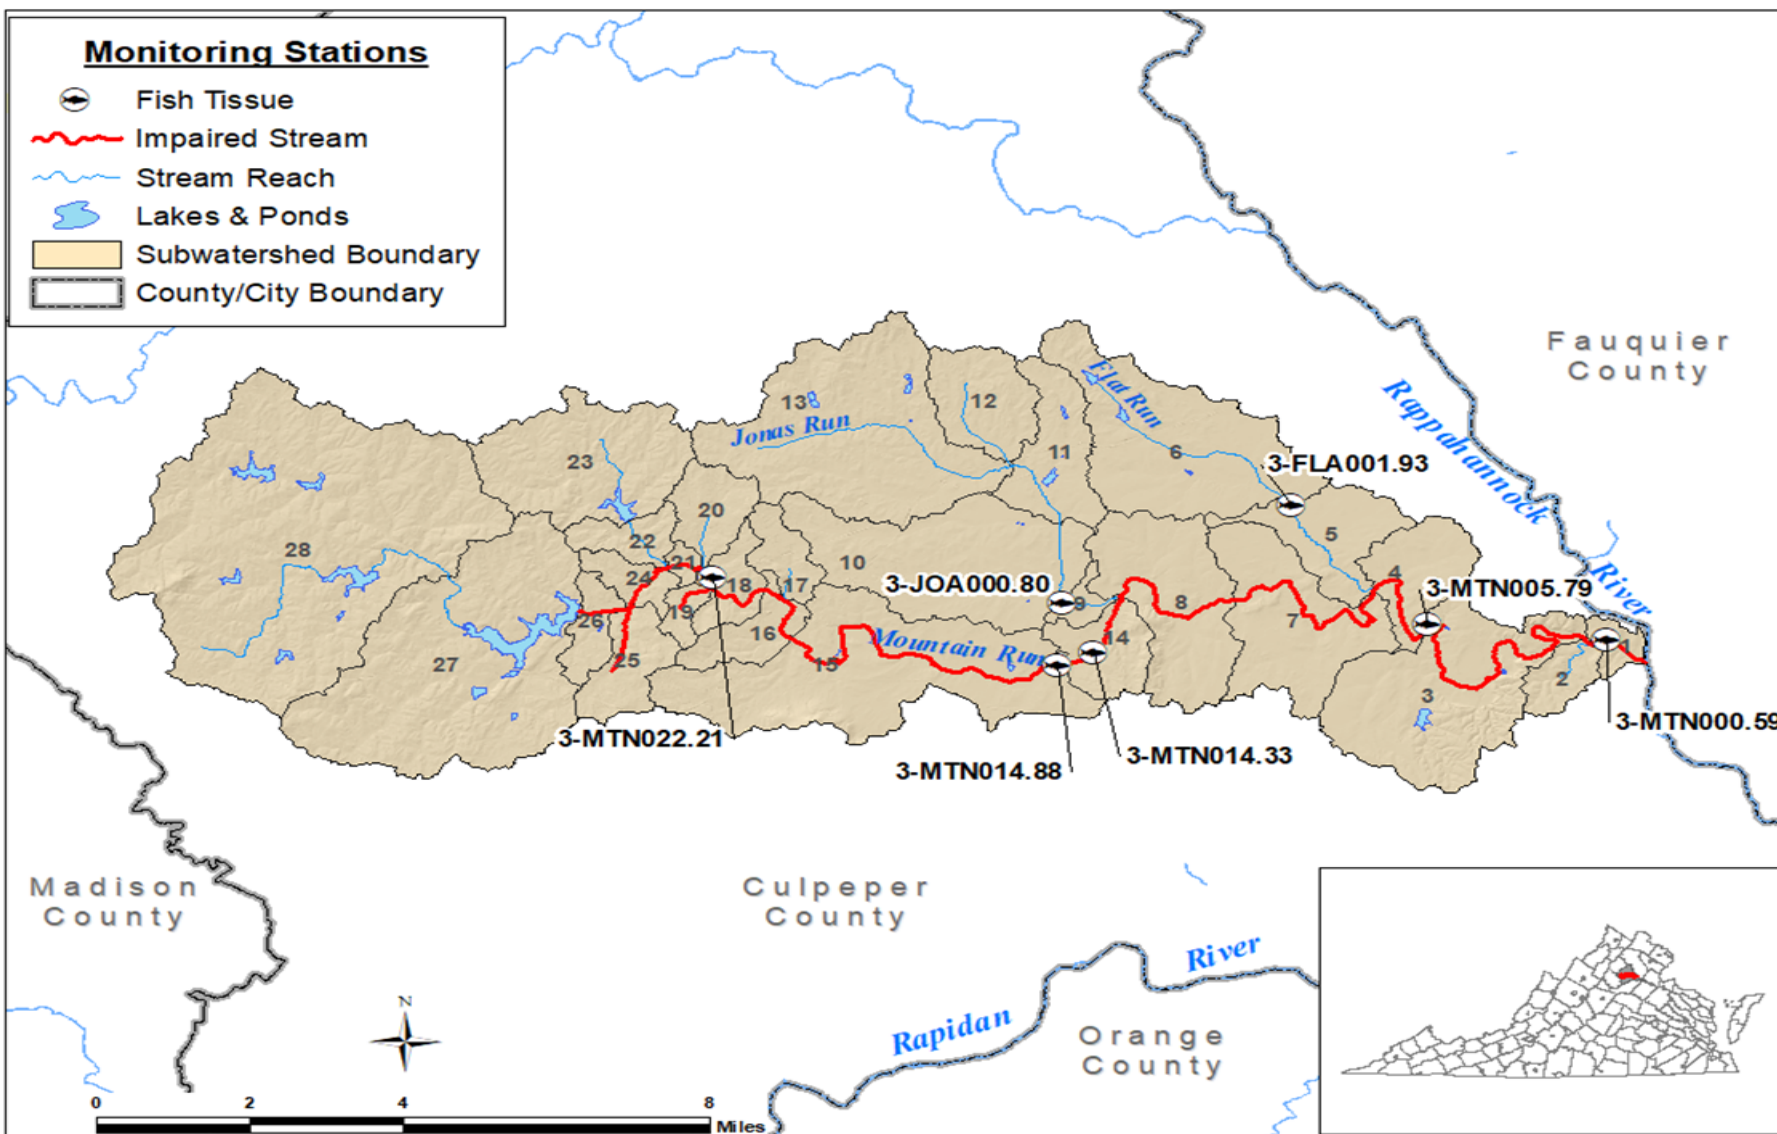 Monitoring Stations
Fish Tissue
Impaired Stream
Stream Reach
Lakes & Ponds
Subwatershed Boundary
County/City Boundary
Fauquier
County
Rappahannock
River
Flat Run
Jonas Run
Mountain Run
13
12
11
6
23
20
5
28
22
10
21
24
18
17
4
9
8
7
19
26
16
14
1
27
25
15
2
3
3-FLA001.93
3-JOA000.80
3-MTN005.79
3-MTN000.59
3-MTN022.21
3-MTN014.33
3-MTN014.88
Madison
County
Culpeper
County
Rapidan
River
Orange
County
N
0 2 4 8
Miles